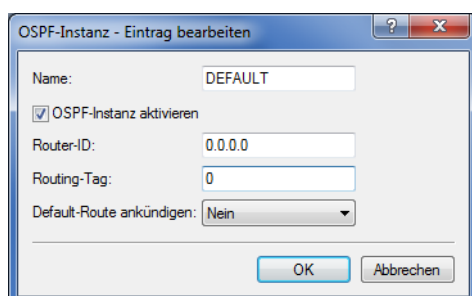 OSPF-Instanz - Eintrag bearbeiten
Name: DEFAULT
OSPF-Instanz aktivieren
Router-ID: 0.0.0.0
Routing-Tag: 0
Default-Route ankündigen: Nein
OK Abbrechen